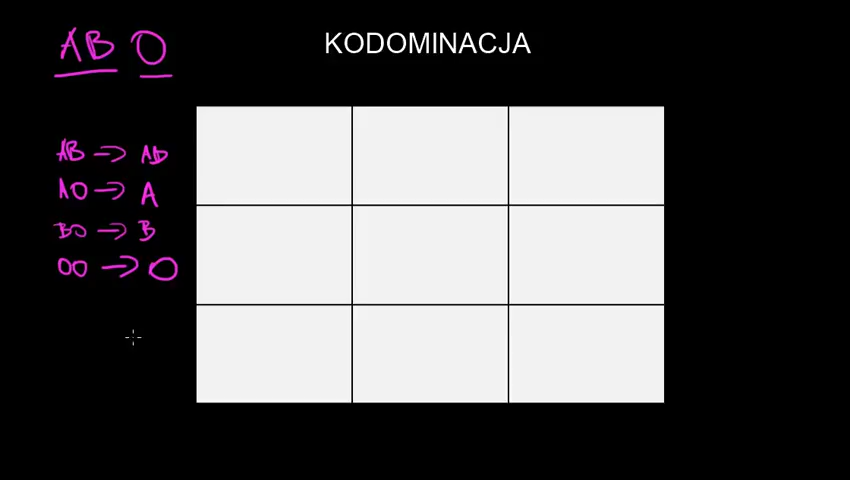 AB O
KODOMINACJA
AB → AB
AO → A
BO → B
OO → O